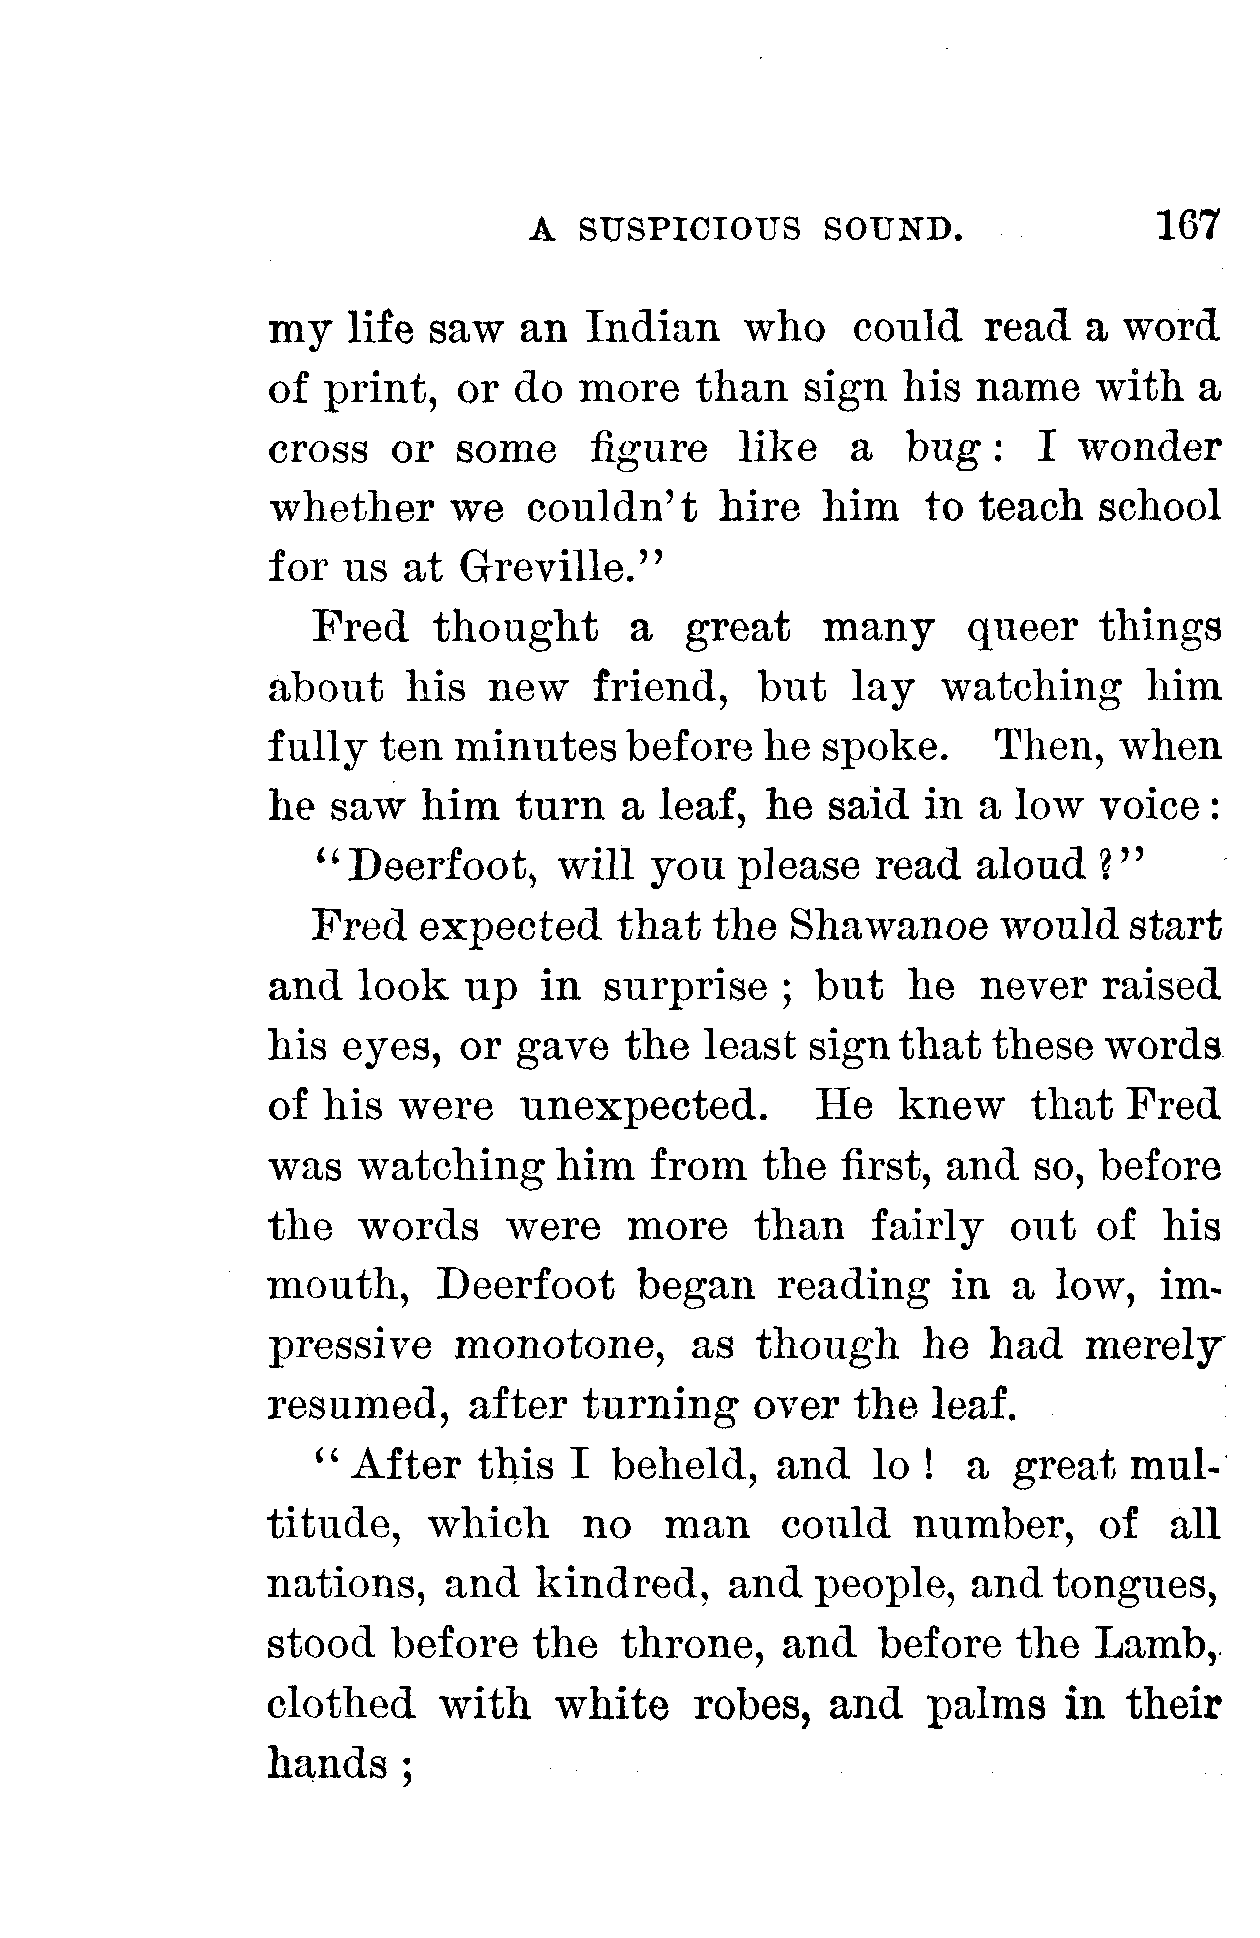 A SUSPICIOUS SOUND. 167
my life saw an Indian who could read a word
of print, or do more than sign his name with a
cross or some figure like a bug : I wonder
whether we couldn't hire him to teach school
for us at Greville."
Fred thought a great many queer things
about his new friend, but lay watching him
fully ten minutes before he spoke. Then, when
he saw him turn a leaf, he said in a low voice :
"Deerfoot, will you please read aloud ?"
Fred expected that the Shawanoe would start
and look up in surprise ; but he never raised
his eyes, or gave the least sign that these words
of his were unexpected. He knew that Fred
was watching him from the first, and so, before
the words were more than fairly out of his
mouth, Deerfoot began reading in a low, im-
pressive monotone, as though he had merely
resumed, after turning over the leaf.
"After this I beheld, and lo ! a great mul-
titude, which no man could number, of all
nations, and kindred, and people, and tongues,
stood before the throne, and before the Lamb,
clothed with white robes, and palms in their
hands ;